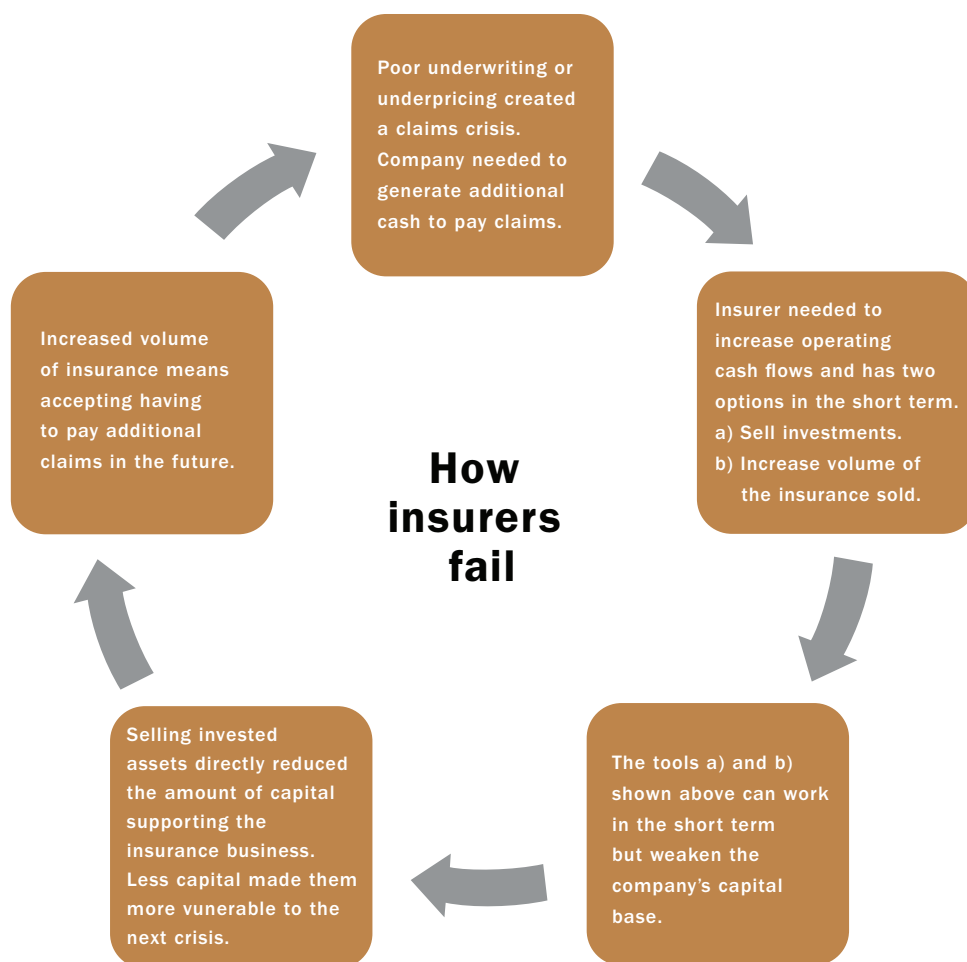 Poor underwriting or
underpricing created
a claims crisis.
Company needed to
generate additional
cash to pay claims.
Insurer needed to
increase operating
cash flows and has two
options in the short term.
a) Sell investments.
b) Increase volume of
the insurance sold.
The tools a) and b)
shown above can work
in the short term
but weaken the
company's capital
base.
Selling invested
assets directly reduced
the amount of capital
supporting the
insurance business.
Less capital made them
more vunerable to the
next crisis.
Increased volume
of insurance means
accepting having
to pay additional
claims in the future.
How
insurers
fail